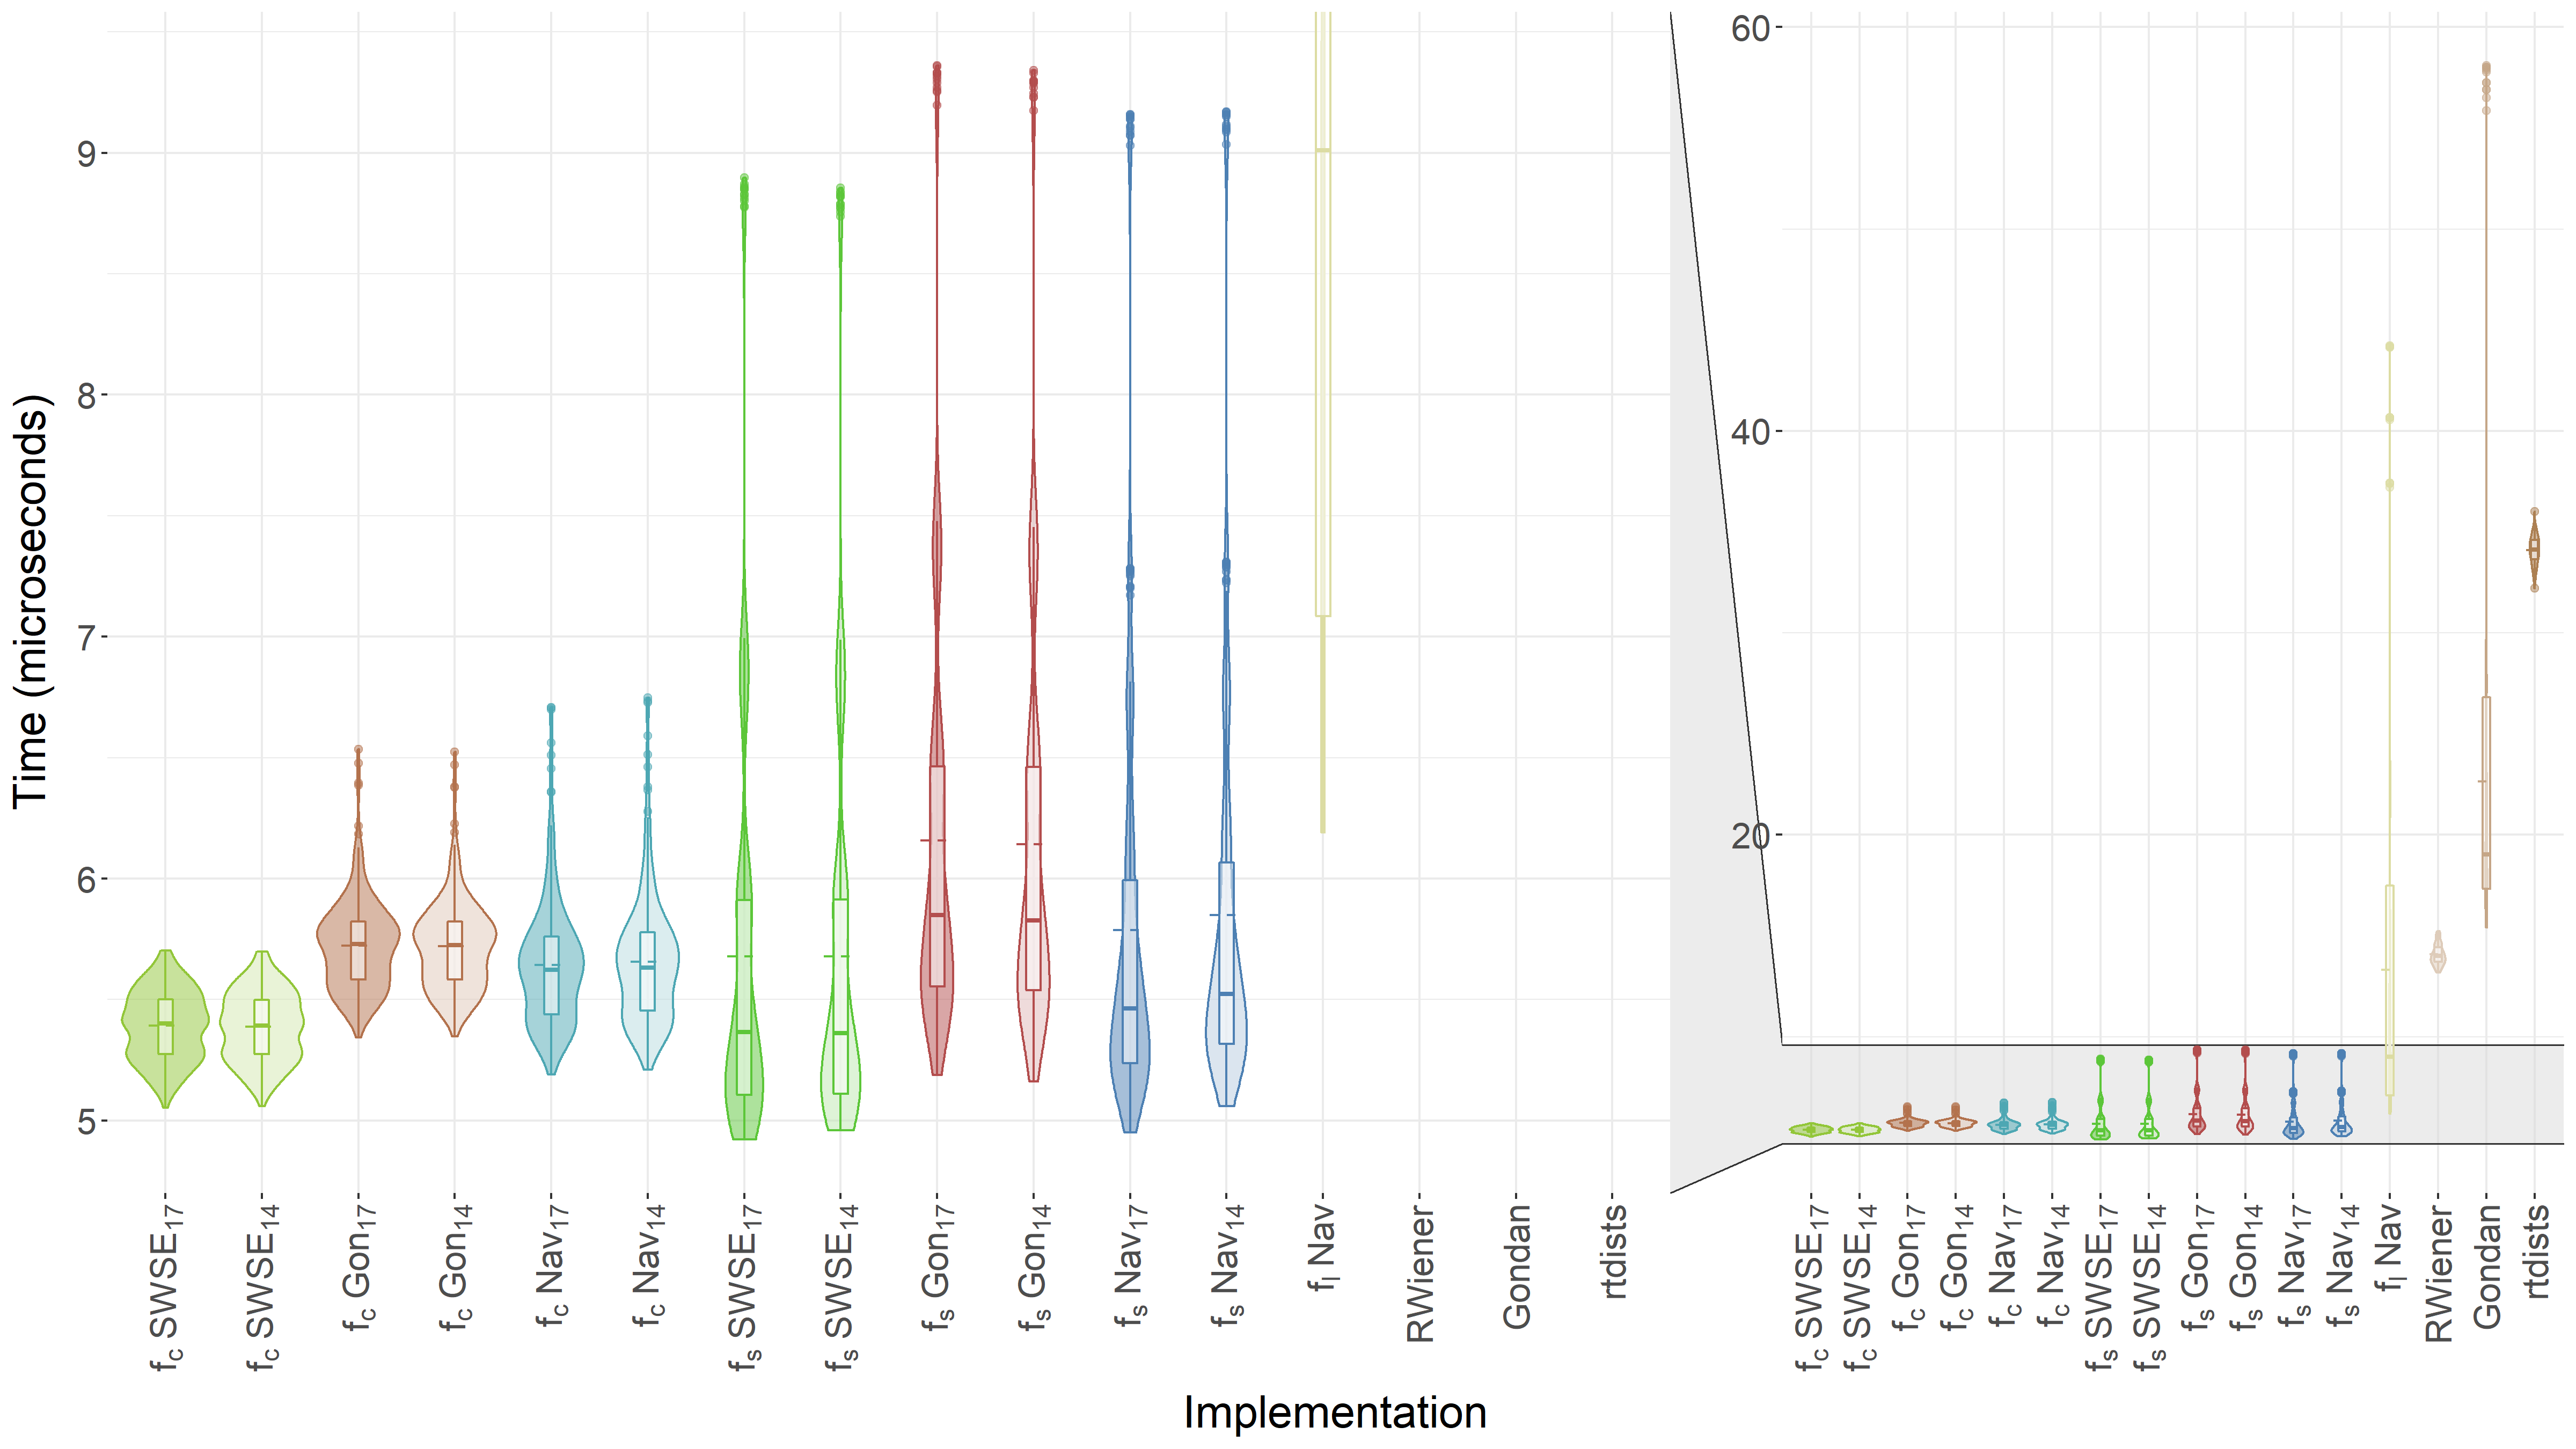 Time (microseconds)
9
8
7
6
5
f_c SWSE_17
f_c SWSE_14
f_c Gon_17
f_c Gon_14
f_c Nav_17
f_c Nav_14
f_s SWSE_17
f_s SWSE_14
f_s Gon_17
f_s Gon_14
f_s Nav_17
f_s Nav_14
f_l Nav
RWiener
Gondan
rtdists
60
40
20
f_c SWSE_17
f_c SWSE_14
f_c Gon_17
f_c Gon_14
f_c Nav_17
f_c Nav_14
f_s SWSE_17
f_s SWSE_14
f_s Gon_17
f_s Gon_14
f_s Nav_17
f_s Nav_14
f_l Nav
RWiener
Gondan
rtdists
Implementation